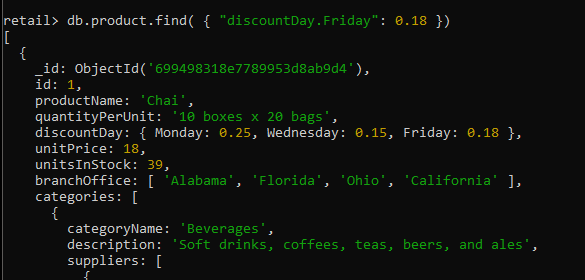 retail> db.product.find( { "discountDay.Friday": 0.18 })
[
  {
    _id: ObjectId('699498318e7789953d8ab9d4'),
    id: 1,
    productName: 'Chai',
    quantityPerUnit: '10 boxes x 20 bags',
    discountDay: { Monday: 0.25, Wednesday: 0.15, Friday: 0.18 },
    unitPrice: 18,
    unitsInStock: 39,
    branchOffice: [ 'Alabama', 'Florida', 'Ohio', 'California' ],
    categories: [
      {
        categoryName: 'Beverages',
        description: 'Soft drinks, coffees, teas, beers, and ales',
        suppliers: [
          {